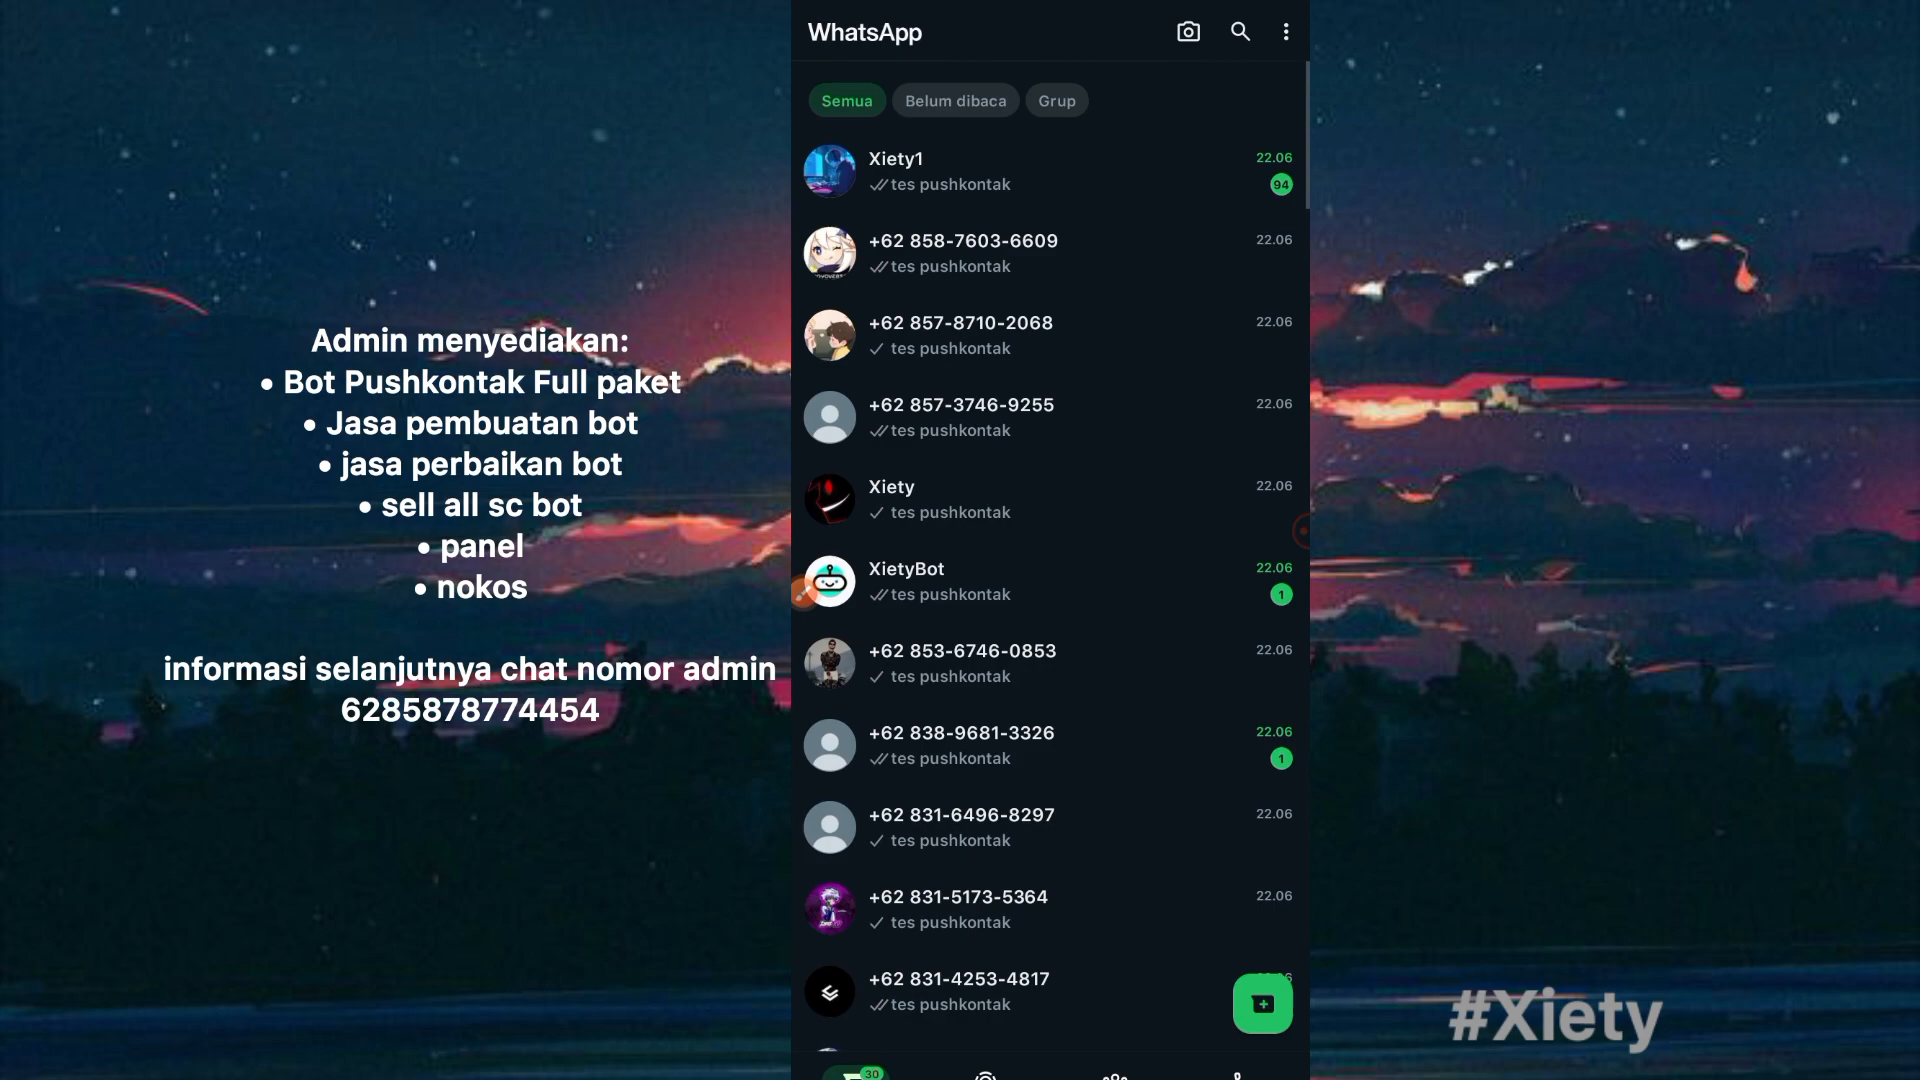 Admin menyediakan:
• Bot Pushkontak Full paket
• Jasa pembuatan bot
• jasa perbaikan bot
• sell all sc bot
• panel
• nokos
informasi selanjutnya chat nomor admin
6285878774454
WhatsApp
Semua Belum dibaca Grup
Xiety1 22.06
tes pushkontak 94
+62 858-7603-6609 22.06
tes pushkontak
+62 857-8710-2068 22.06
tes pushkontak
+62 857-3746-9255 22.06
tes pushkontak
Xiety 22.06
tes pushkontak
XietyBot 22.06
tes pushkontak 1
+62 853-6746-0853 22.06
tes pushkontak
+62 838-9681-3326 22.06
tes pushkontak 1
+62 831-6496-8297 22.06
tes pushkontak
+62 831-5173-5364 22.06
tes pushkontak
+62 831-4253-4817
tes pushkontak
30
#Xiety